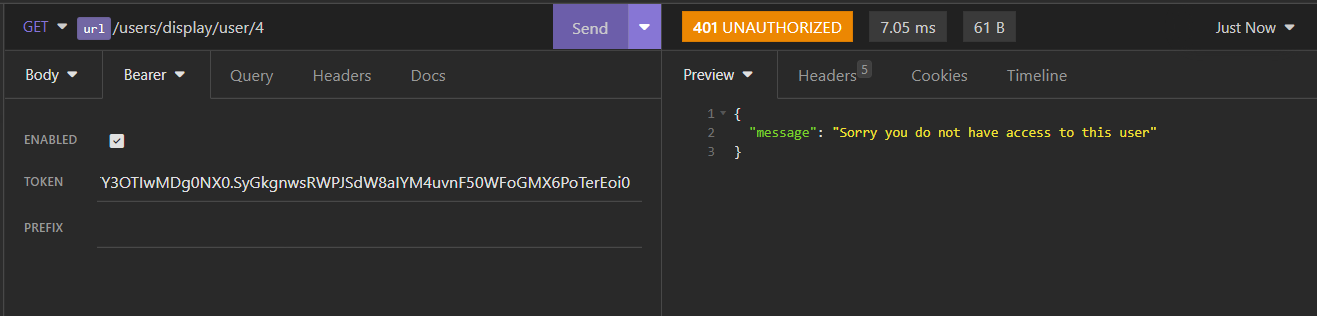 GET url /users/display/user/4 Send 401 UNAUTHORIZED 7.05 ms 61 B Just Now
Body Bearer Query Headers Docs Preview Headers 5 Cookies Timeline
ENABLED
TOKEN Y3OTIwMDg0NX0.SyGkgnwsRWPJSdW8aIYM4uvnF50WFoGMX6PoTerEoi0
PREFIX
1 {
2 "message": "Sorry you do not have access to this user"
3 }